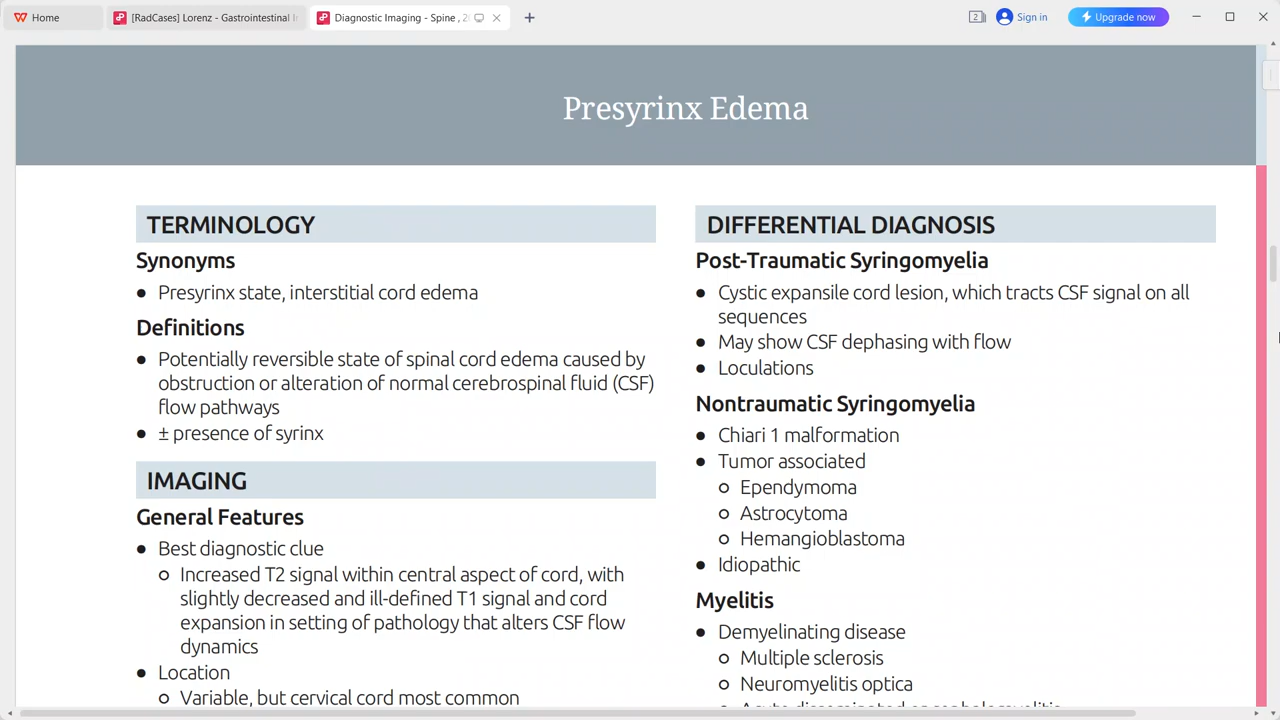 Home
[RadCases] Lorenz - Gastrointestinal
Diagnostic Imaging - Spine
2
Sign in
Upgrade now
Presyrinx Edema
TERMINOLOGY
Synonyms
● Presyrinx state, interstitial cord edema
Definitions
● Potentially reversible state of spinal cord edema caused by
obstruction or alteration of normal cerebrospinal fluid (CSF)
flow pathways
● ± presence of syrinx
IMAGING
General Features
● Best diagnostic clue
○ Increased T2 signal within central aspect of cord, with
slightly decreased and ill-defined T1 signal and cord
expansion in setting of pathology that alters CSF flow
dynamics
● Location
○ Variable, but cervical cord most common
DIFFERENTIAL DIAGNOSIS
Post-Traumatic Syringomyelia
● Cystic expansile cord lesion, which tracts CSF signal on all
sequences
● May show CSF dephasing with flow
● Loculations
Nontraumatic Syringomyelia
● Chiari 1 malformation
● Tumor associated
○ Ependymoma
○ Astrocytoma
○ Hemangioblastoma
● Idiopathic
Myelitis
● Demyelinating disease
○ Multiple sclerosis
○ Neuromyelitis optica